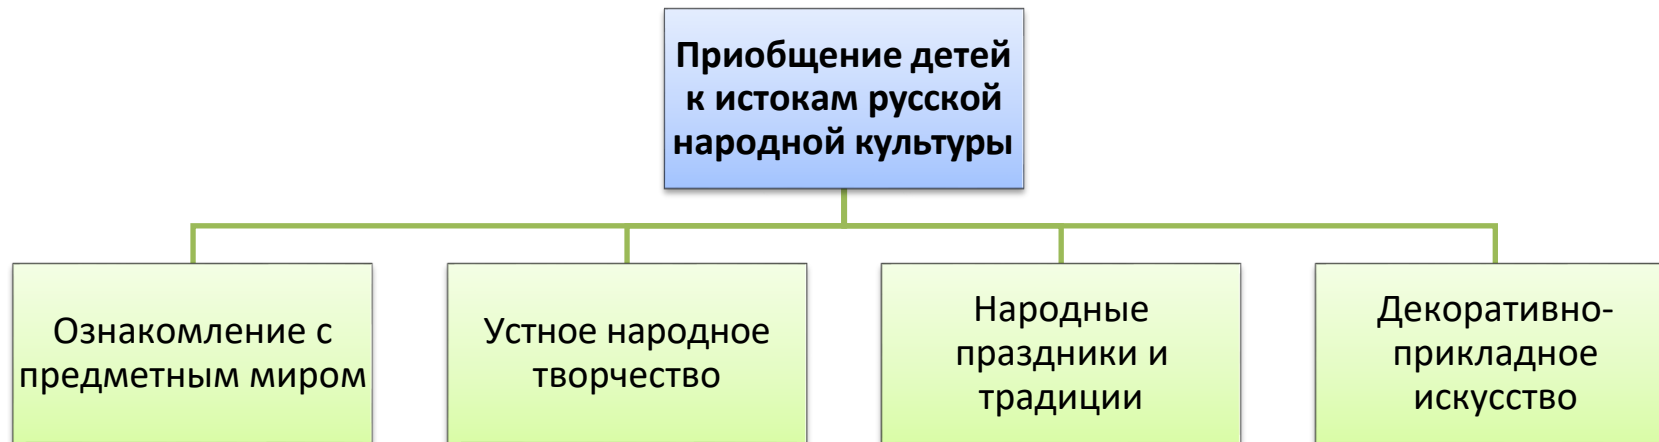 Приобщение детей
к истокам русской
народной культуры
Ознакомление с
предметным миром
Устное народное
творчество
Народные
праздники и
традиции
Декоративно-
прикладное
искусство